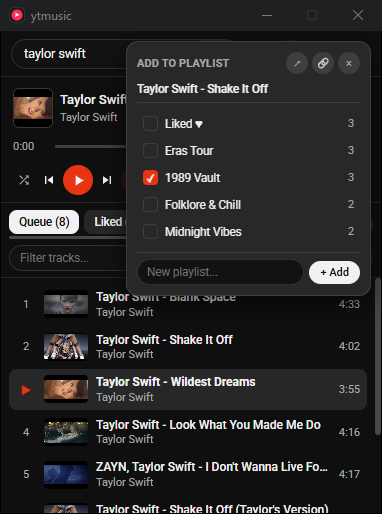 ytmusic
taylor swift
ADD TO PLAYLIST
Taylor Swift - Shake It Off
Liked ♥ 3
Eras Tour 3
1989 Vault 3
Folklore & Chill 2
Midnight Vibes 2
New playlist...
+ Add
Taylor Swift
Taylor Swift
0:00
Queue (8)
Liked
Filter tracks...
1 Taylor Swift - Blank Space 4:33
Taylor Swift
2 Taylor Swift - Shake It Off 4:02
Taylor Swift
Taylor Swift - Wildest Dreams 3:55
Taylor Swift
4 Taylor Swift - Look What You Made Me Do 4:16
Taylor Swift
5 ZAYN, Taylor Swift - I Don't Wanna Live Fo... 4:17
Taylor Swift
Taylor Swift - Shake It Off (Taylor's Version)